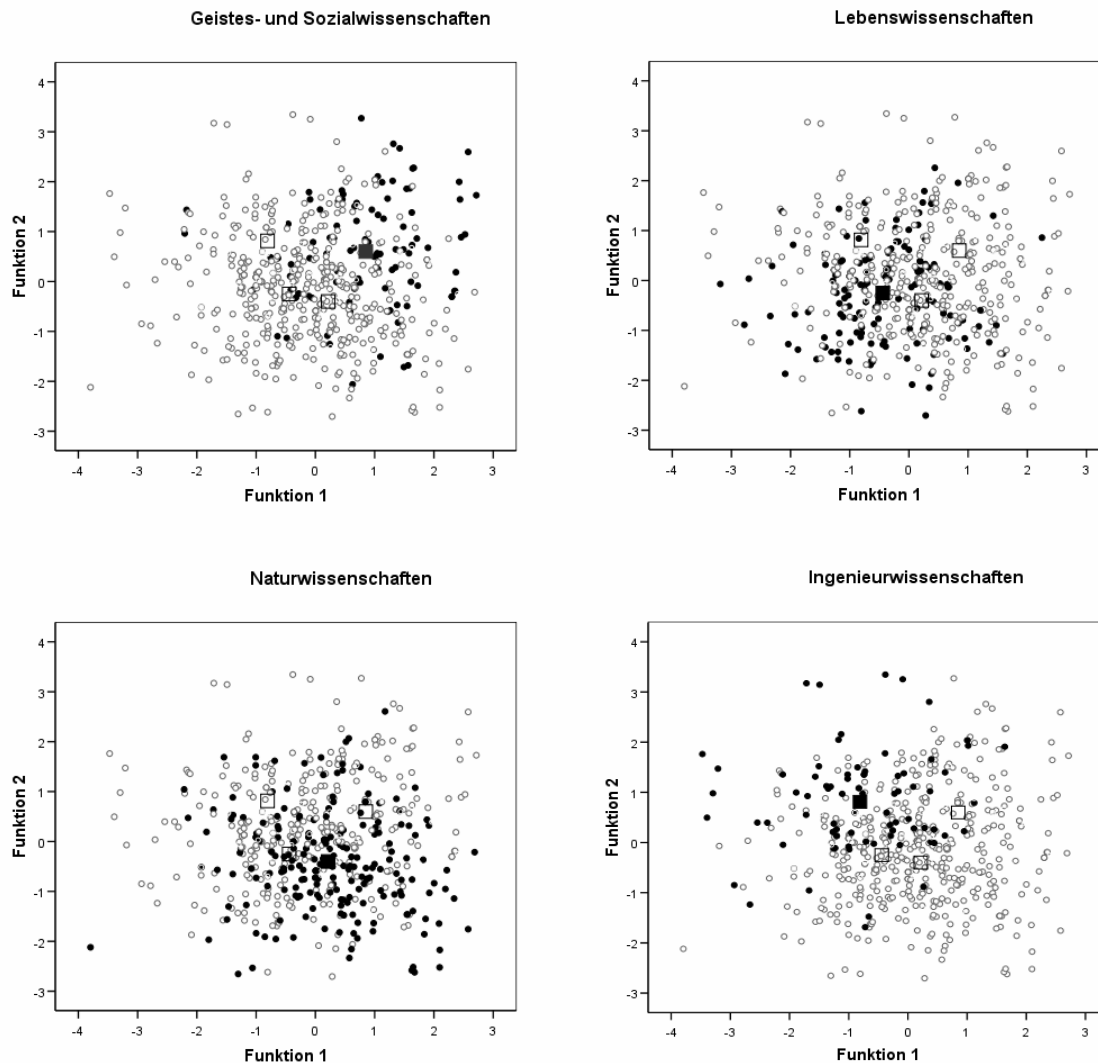 Geistes- und Sozialwissenschaften
4
3
2
1
0
-1
-2
-3
Funktion 2
-4 -3 -2 -1 0 1 2 3
Funktion 1
Lebenswissenschaften
4
3
2
1
0
-1
-2
-3
Funktion 2
-4 -3 -2 -1 0 1 2 3
Funktion 1
Naturwissenschaften
4
3
2
1
0
-1
-2
-3
Funktion 2
-4 -3 -2 -1 0 1 2 3
Funktion 1
Ingenieurwissenschaften
4
3
2
1
0
-1
-2
-3
Funktion 2
-4 -3 -2 -1 0 1 2 3
Funktion 1